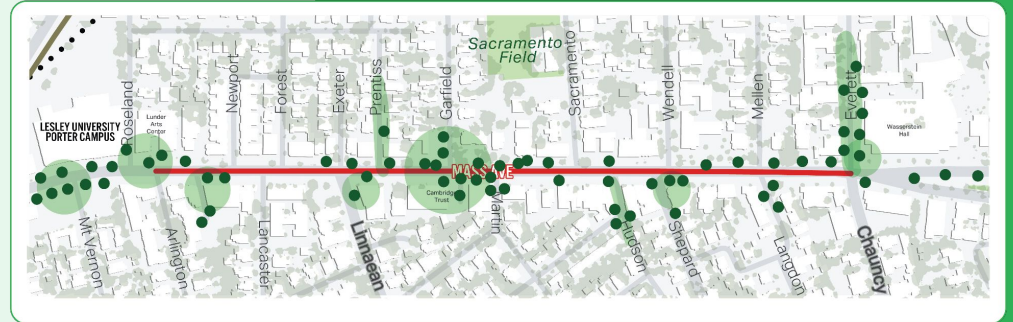 Sacramento
Field
Roseland
Newport
Forest
Exeter
Prentiss
Garfield
Sacramento
Wendell
Mellen
Everett
Lunder
Arts
Center
LESLEY UNIVERSITY
PORTER CAMPUS
Wasserstein
Hall
MASS AVE
Cambridge
Trust
Mt Vernon
Arlington
Lancaster
Linnaean
Martin
Hudson
Shepard
Langdon
Chauncy